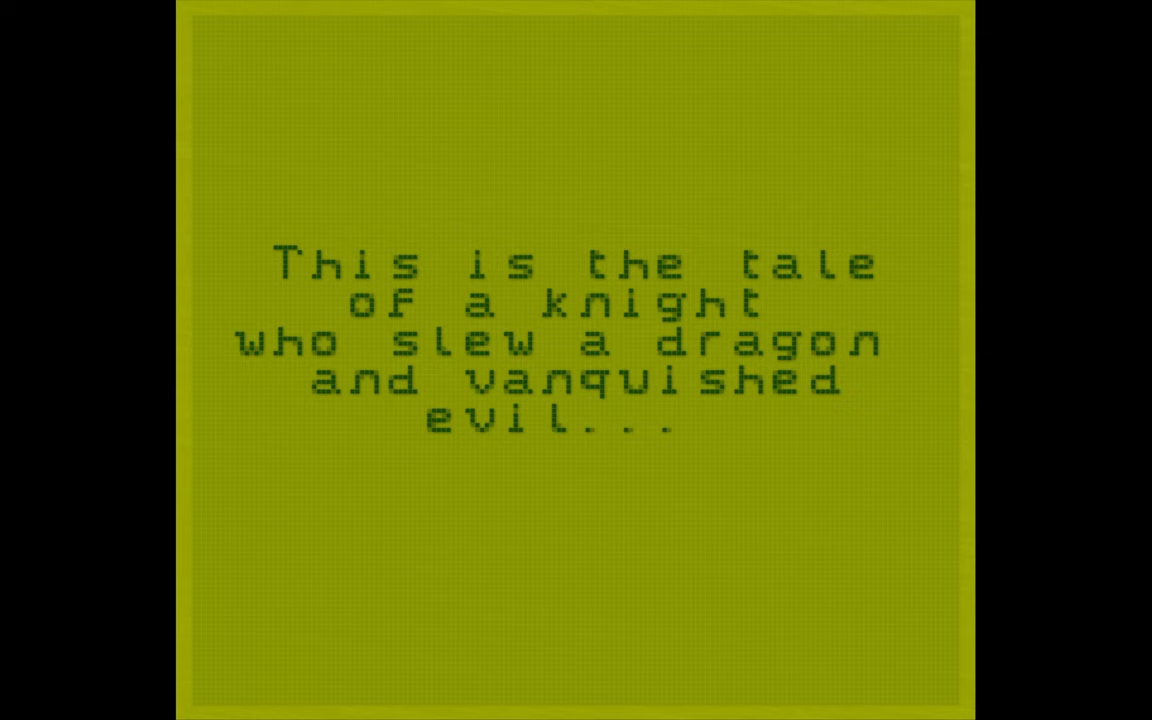 This is the tale
of a knight
who slew a dragon
and vanquished
evil...